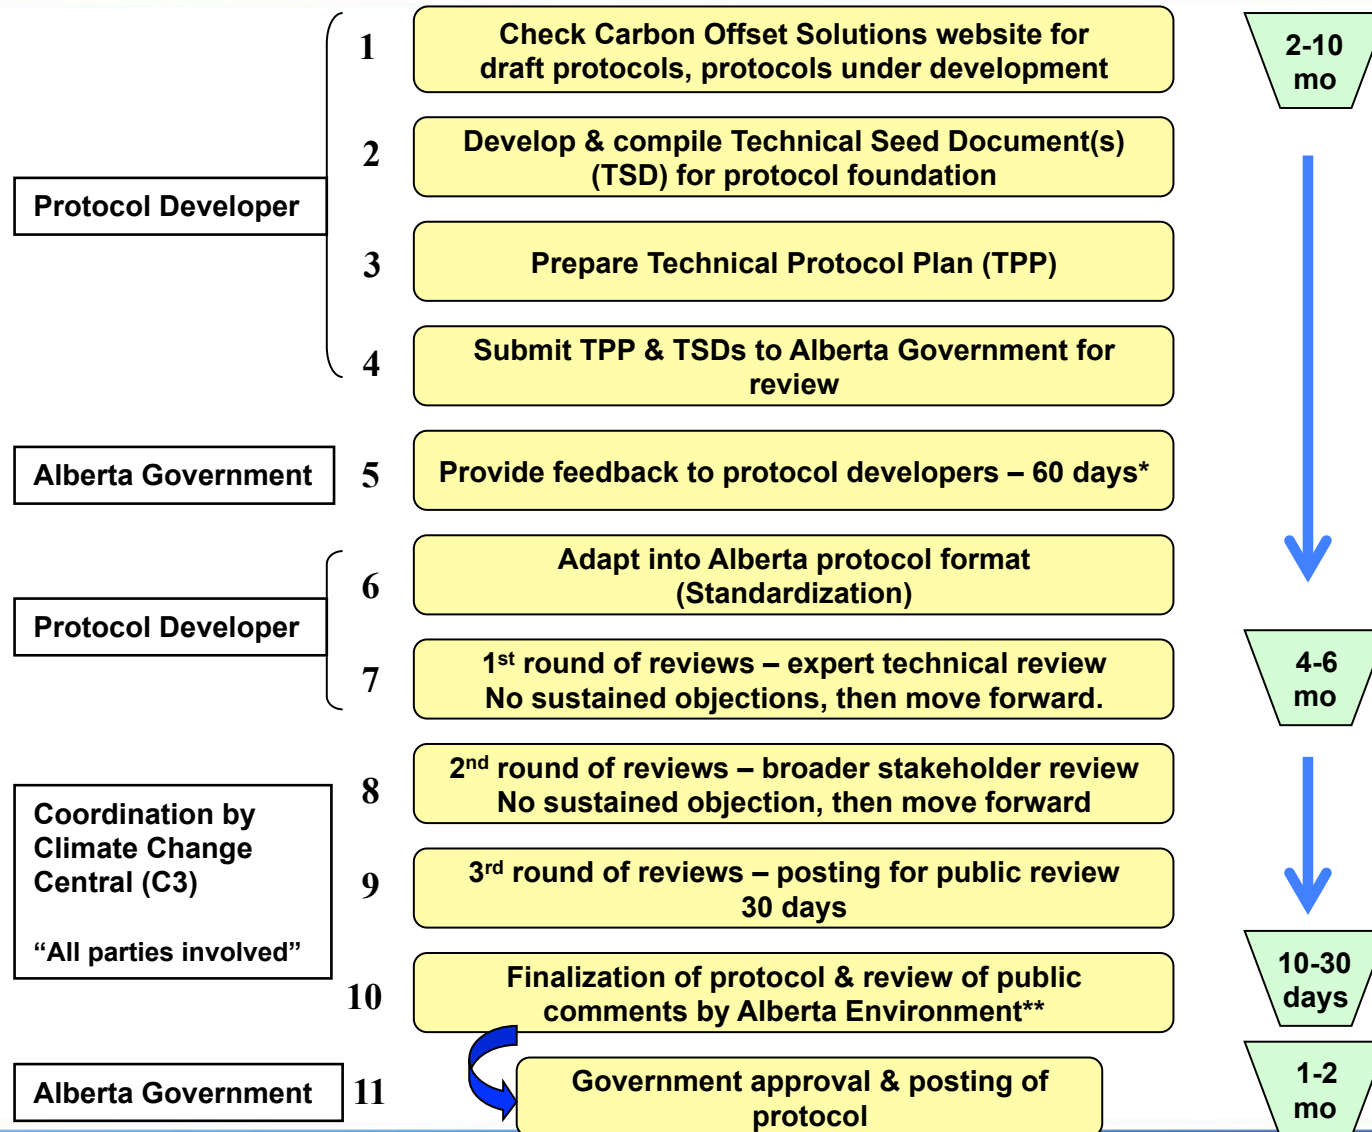 1
Check Carbon Offset Solutions website for
draft protocols, protocols under development
2-10
mo
2
Develop & compile Technical Seed Document(s)
(TSD) for protocol foundation
Protocol Developer
3
Prepare Technical Protocol Plan (TPP)
4
Submit TPP & TSDs to Alberta Government for
review
Alberta Government
5
Provide feedback to protocol developers – 60 days*
6
Adapt into Alberta protocol format
(Standardization)
Protocol Developer
7
1st round of reviews – expert technical review
No sustained objections, then move forward.
4-6
mo
8
2nd round of reviews – broader stakeholder review
No sustained objection, then move forward
Coordination by
Climate Change
Central (C3)
“All parties involved”
9
3rd round of reviews – posting for public review
30 days
10
Finalization of protocol & review of public
comments by Alberta Environment**
10-30
days
Alberta Government
11
Government approval & posting of
protocol
1-2
mo